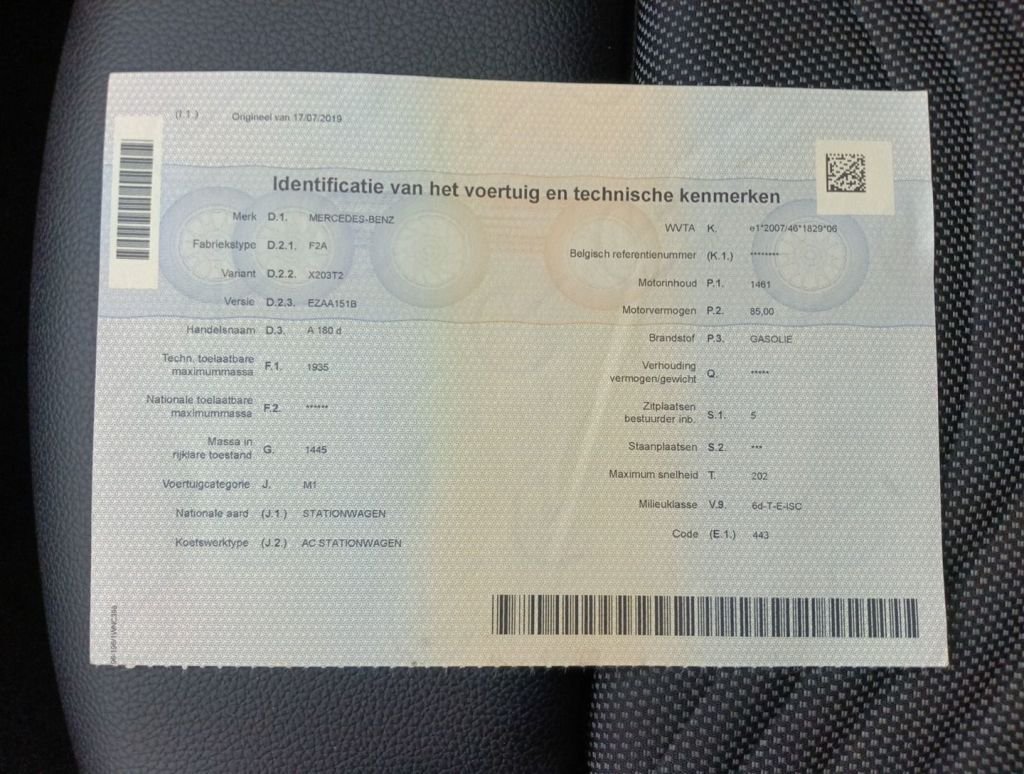 (I.1.) Origineel van 17/07/2019
Identificatie van het voertuig en technische kenmerken
Merk D.1. MERCEDES-BENZ
Fabriekstype D.2.1. F2A
Variant D.2.2. X203T2
Versie D.2.3. EZAA151B
Handelsnaam D.3. A 180 d
Techn. toelaatbare
maximummassa F.1. 1935
Nationale toelaatbare
maximummassa F.2. ******
Massa in
rijklare toestand G. 1445
Voertuigcategorie J. M1
Nationale aard (J.1.) STATIONWAGEN
Koetswerktype (J.2.) AC STATIONWAGEN
WVTA K. e1*2007/46*1829*06
Belgisch referentienummer (K.1.) ********
Motorinhoud P.1. 1461
Motorvermogen P.2. 85,00
Brandstof P.3. GASOLIE
Verhouding
vermogen/gewicht Q. *****
Zitplaatsen
bestuurder inb. S.1. 5
Staanplaatsen S.2. ***
Maximum snelheid T. 202
Milieuklasse V.9. 6d-T-E-ISC
Code (E.1.) 443